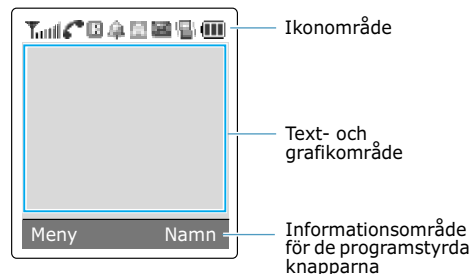 Ikonområde
Text- och
grafikområde
Meny Namn
Informationsområde
för de programstyrda
knapparna